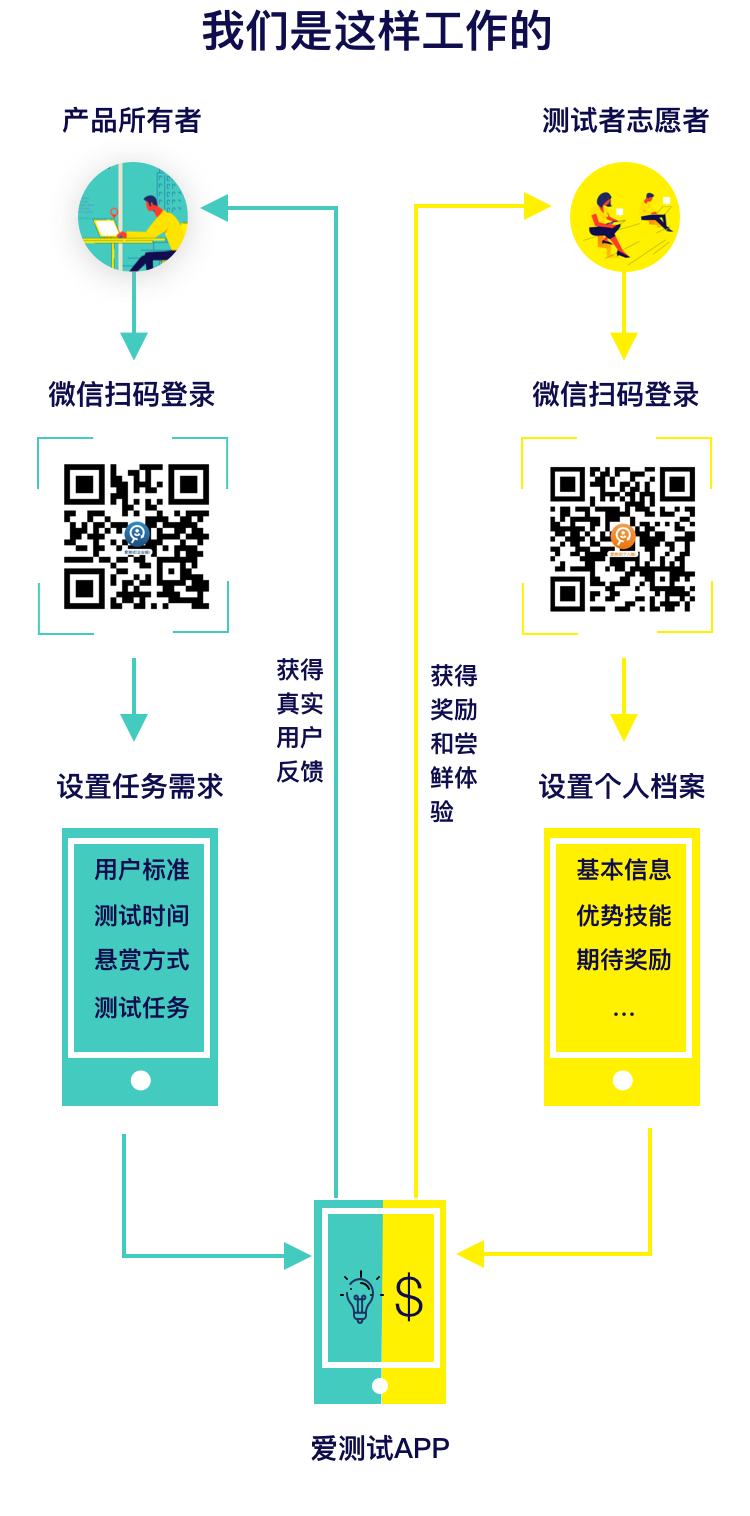 我们是这样工作的
产品所有者
微信扫码登录
设置任务需求
用户标准
测试时间
悬赏方式
测试任务
获得
真实
用户
反馈
测试者志愿者
微信扫码登录
设置个人档案
基本信息
优势技能
期待奖励
...
获得
奖励
和尝
鲜体
验
$
爱测试APP